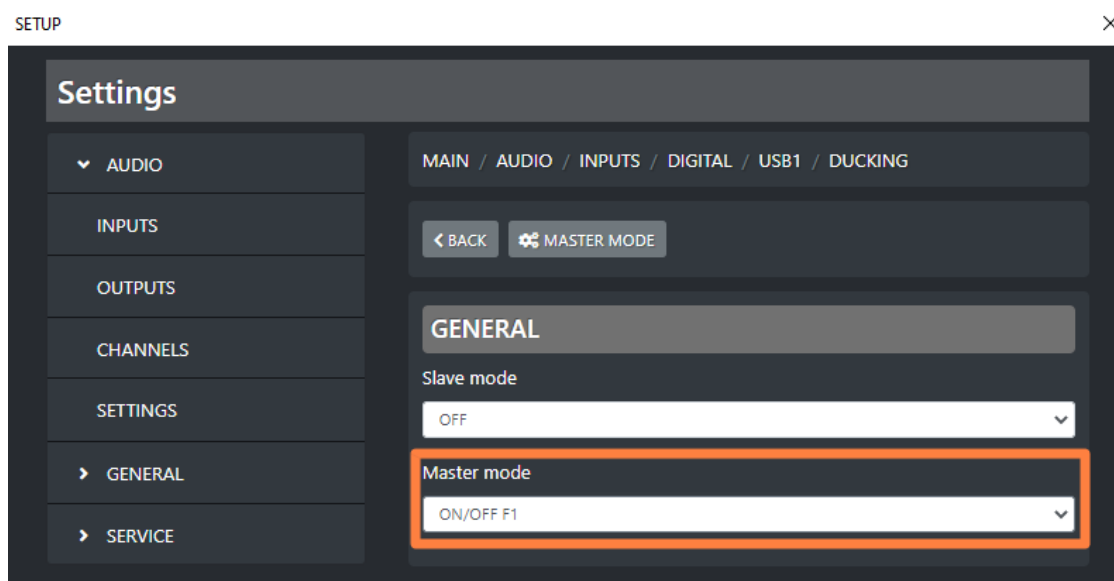 SETUP
Settings
AUDIO
INPUTS
OUTPUTS
CHANNELS
SETTINGS
GENERAL
SERVICE
MAIN / AUDIO / INPUTS / DIGITAL / USB1 / DUCKING
BACK MASTER MODE
GENERAL
Slave mode
OFF
Master mode
ON/OFF F1